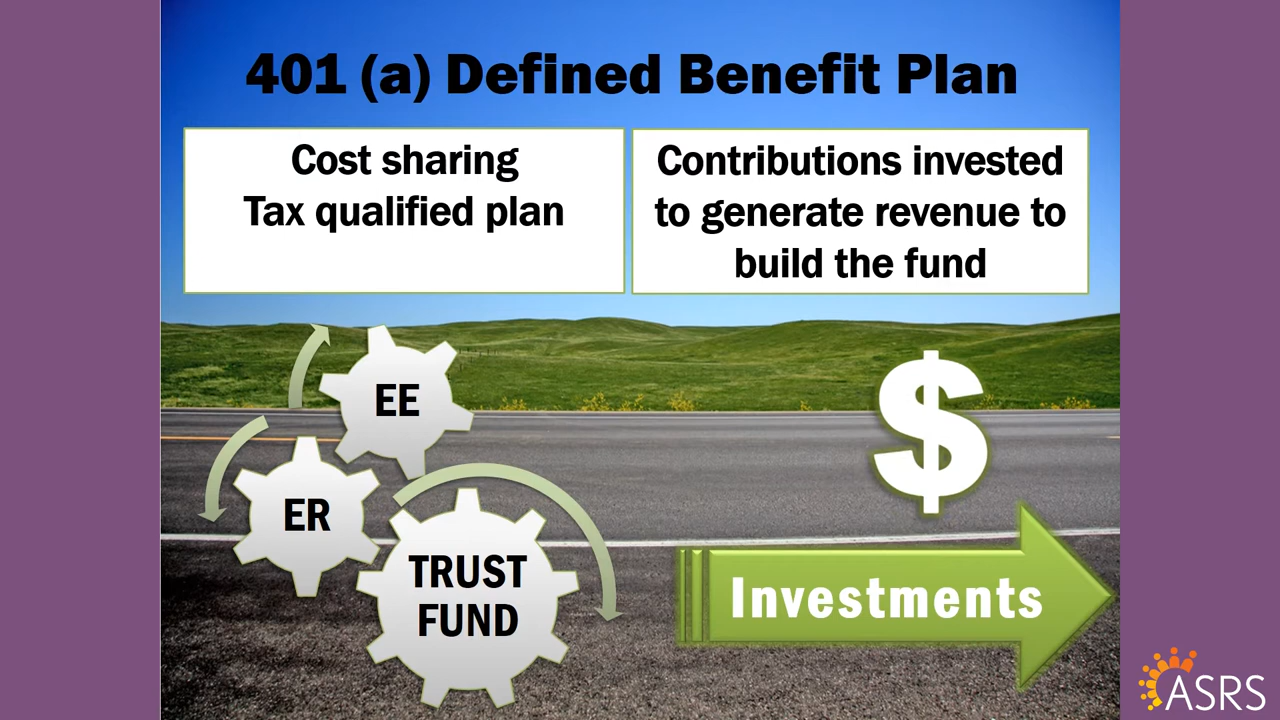 401 (a) Defined Benefit Plan
Cost sharing
Tax qualified plan
Contributions invested
to generate revenue to
build the fund
EE
ER
TRUST
FUND
$
Investments
ASRS